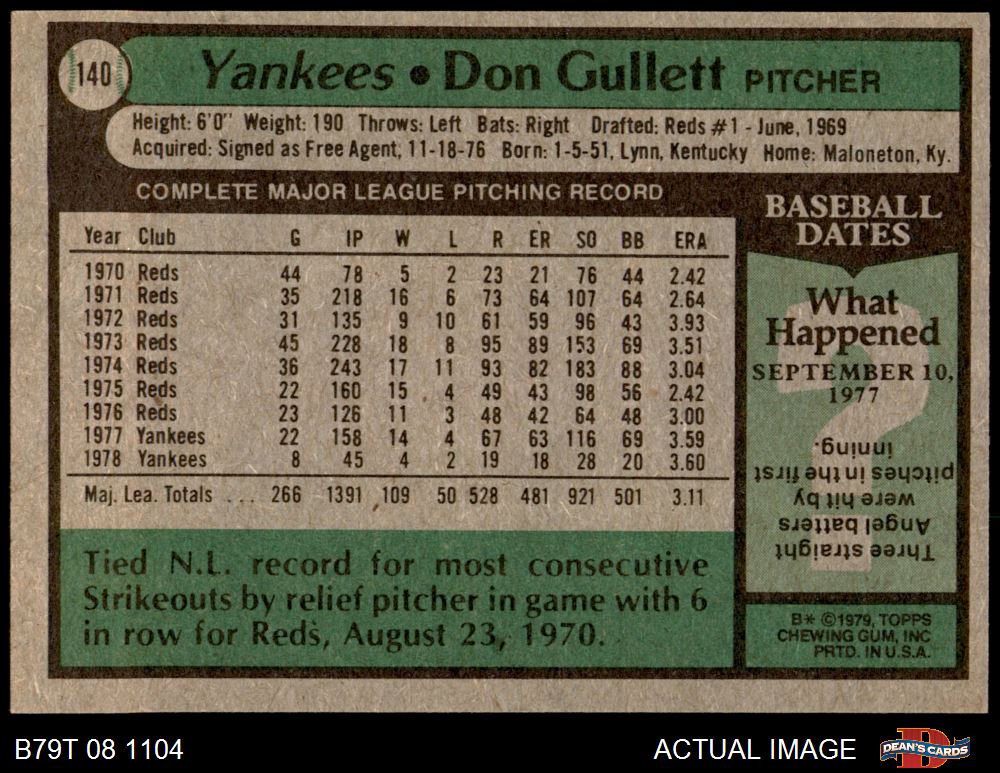 140
Yankees • Don Gullett PITCHER
Height: 6'0" Weight: 190 Throws: Left Bats: Right Drafted: Reds #1 - June, 1969
Acquired: Signed as Free Agent, 11-18-76 Born: 1-5-51, Lynn, Kentucky Home: Maloneton, Ky.
COMPLETE MAJOR LEAGUE PITCHING RECORD
Year Club G IP W L R ER SO BB ERA
1970 Reds 44 78 5 2 23 21 76 44 2.42
1971 Reds 35 218 16 6 73 64 107 64 2.64
1972 Reds 31 135 9 10 61 59 96 43 3.93
1973 Reds 45 228 18 8 95 89 153 69 3.51
1974 Reds 36 243 17 11 93 82 183 88 3.04
1975 Reds 22 160 15 4 49 43 98 56 2.42
1976 Reds 23 126 11 3 48 42 64 48 3.00
1977 Yankees 22 158 14 4 67 63 116 69 3.59
1978 Yankees 8 45 4 2 19 18 28 20 3.60
Maj. Lea. Totals ... 266 1391 109 50 528 481 921 501 3.11
Tied N.L. record for most consecutive
Strikeouts by relief pitcher in game with 6
in row for Reds, August 23, 1970.
BASEBALL
DATES
What
Happened
SEPTEMBER 10,
1977
?
Three straight
Angel batters
were hit by
pitches in the first
inning.
B* ©1979, TOPPS
CHEWING GUM, INC
PRTD. IN U.S.A.
B79T 08 1104
ACTUAL IMAGE
DEAN'S CARDS